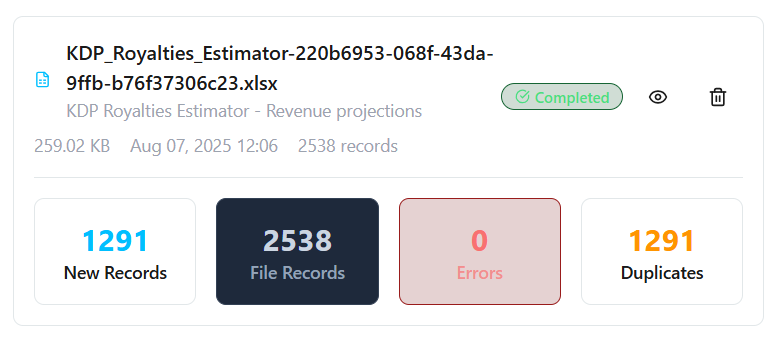 KDP_Royalties_Estimator-220b6953-068f-43da-
9ffb-b76f37306c23.xlsx
KDP Royalties Estimator - Revenue projections
Completed
259.02 KB Aug 07, 2025 12:06 2538 records
1291
New Records
2538
File Records
0
Errors
1291
Duplicates